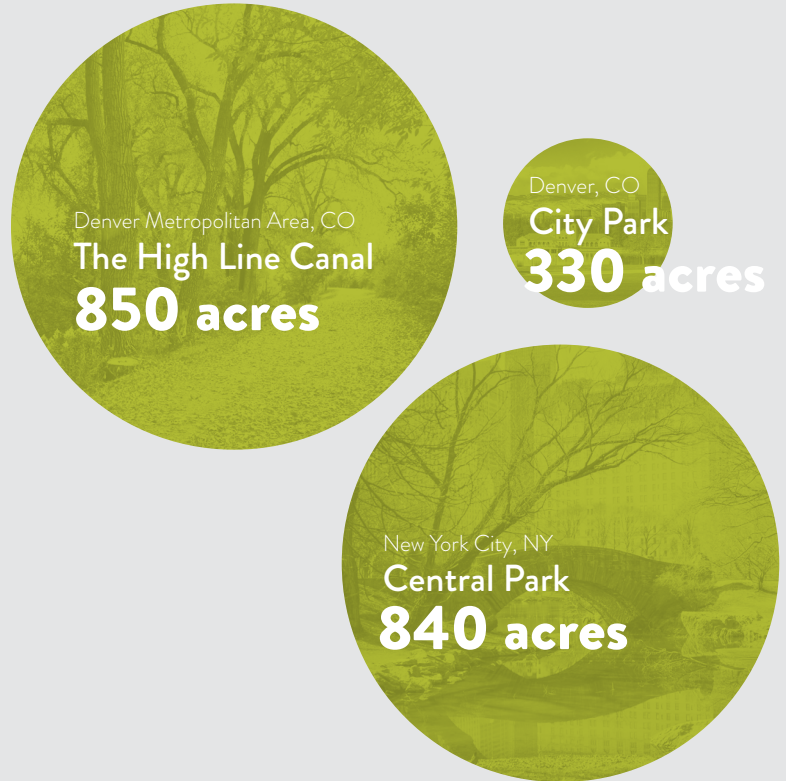 Denver Metropolitan Area, CO
The High Line Canal
850 acres
Denver, CO
City Park
330 acres
New York City, NY
Central Park
840 acres